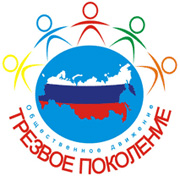 Общественное движение
ТРЕЗВОЕ ПОКОЛЕНИЕ